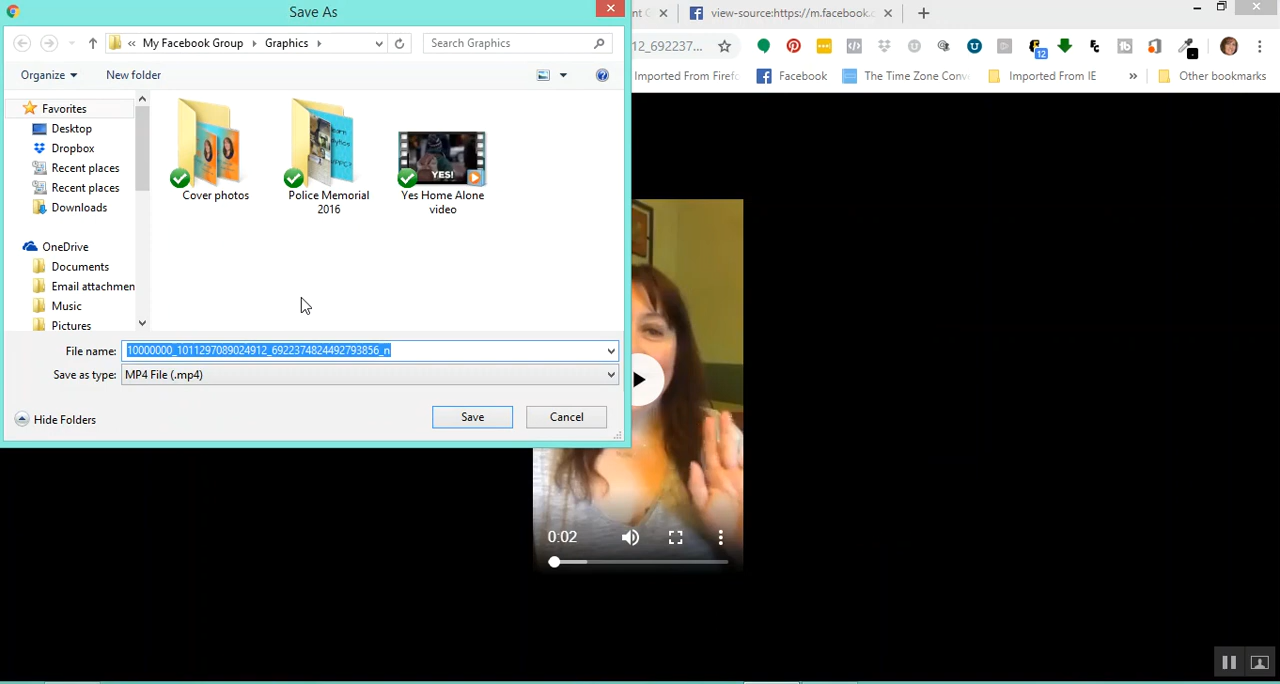 Save As
nt G
view-source:https://m.facebook.c
« My Facebook Group
Graphics
Search Graphics
12_692237...
12
Organize
New folder
Imported From Firefo
Facebook
The Time Zone Conv
Imported From IE
»
Other bookmarks
Favorites
Desktop
Dropbox
Recent places
Recent places
Downloads
OneDrive
Documents
Email attachmen
Music
Pictures
YES!
Cover photos
Police Memorial
2016
Yes Home Alone
video
File name:
10000000_1011297089024912_6922374824492793856_n
Save as type:
MP4 File (.mp4)
Hide Folders
Save
Cancel
0:02